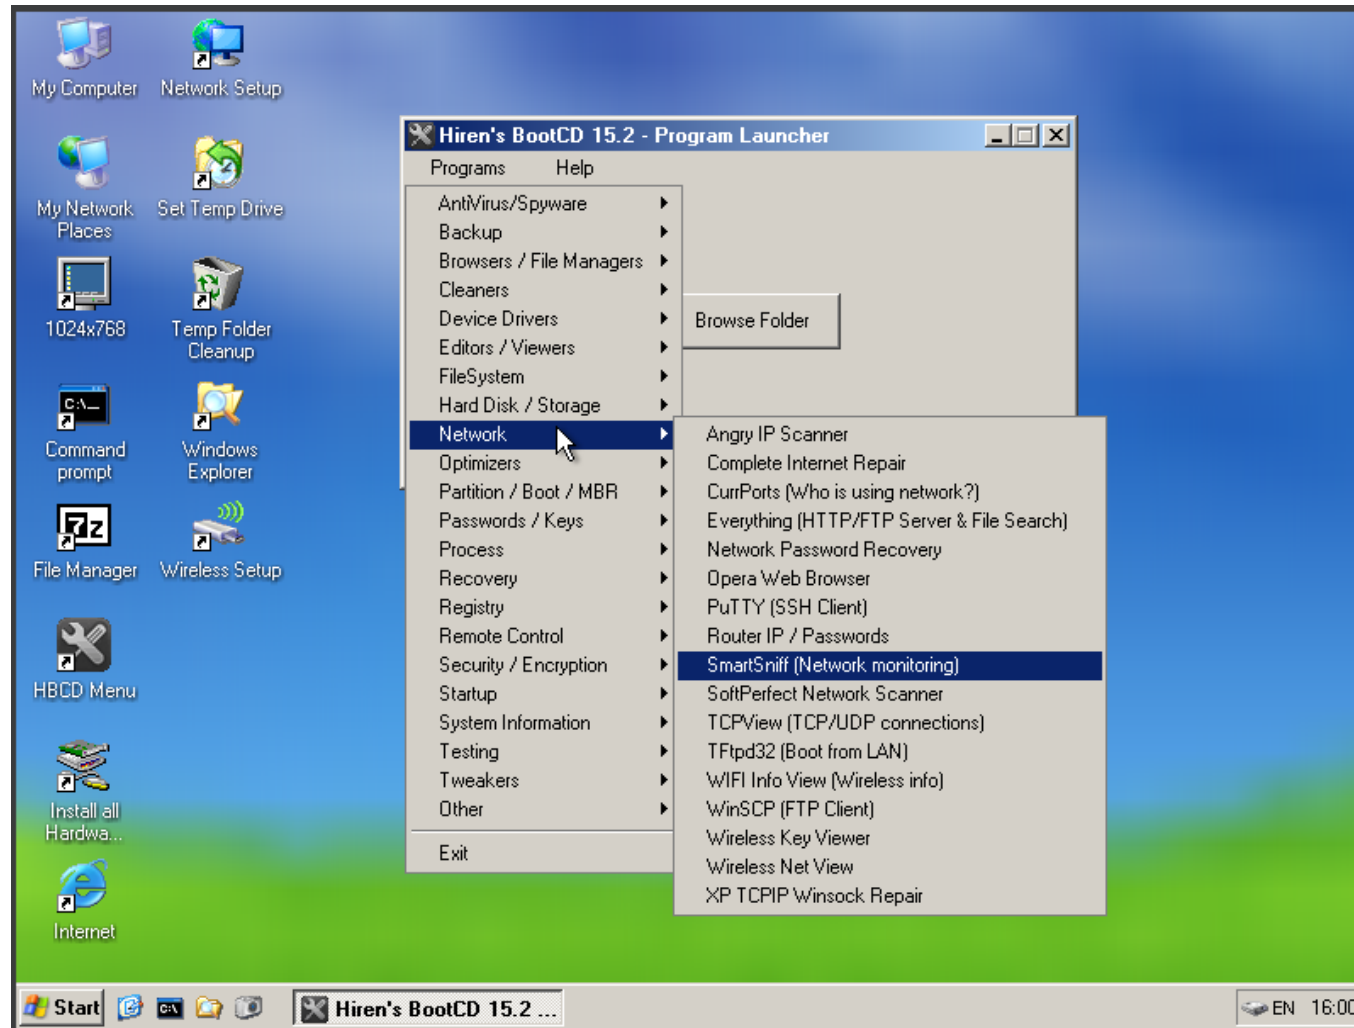 My Computer
Network Setup
My Network
Places
Set Temp Drive
1024x768
Temp Folder
Cleanup
C:\_
Command
prompt
Windows
Explorer
7z
File Manager
Wireless Setup
HBCD Menu
Install all
Hardwa...
Internet
Hiren's BootCD 15.2 - Program Launcher
Programs
Help
AntiVirus/Spyware
Backup
Browsers / File Managers
Cleaners
Device Drivers
Editors / Viewers
FileSystem
Hard Disk / Storage
Network
Optimizers
Partition / Boot / MBR
Passwords / Keys
Process
Recovery
Registry
Remote Control
Security / Encryption
Startup
System Information
Testing
Tweakers
Other
Exit
Browse Folder
Angry IP Scanner
Complete Internet Repair
CurrPorts (Who is using network?)
Everything (HTTP/FTP Server & File Search)
Network Password Recovery
Opera Web Browser
PuTTY (SSH Client)
Router IP / Passwords
SmartSniff (Network monitoring)
SoftPerfect Network Scanner
TCPView (TCP/UDP connections)
TFtpd32 (Boot from LAN)
WIFI Info View (Wireless info)
WinSCP (FTP Client)
Wireless Key Viewer
Wireless Net View
XP TCPIP Winsock Repair
Start
Hiren's BootCD 15.2 ...
EN
16:00